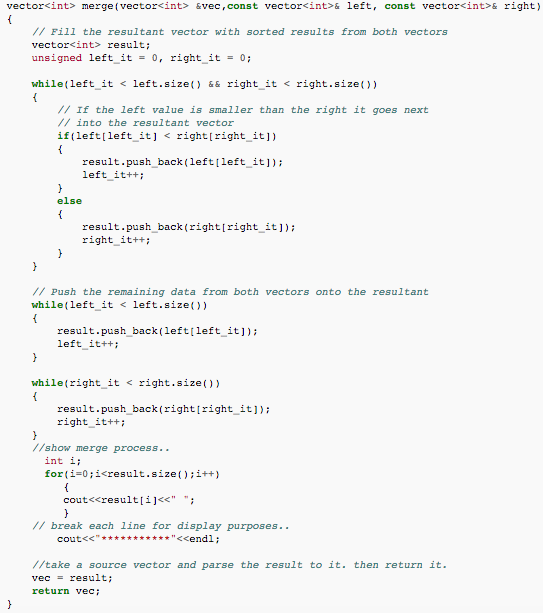 vector<int> merge(vector<int> &vec,const vector<int>& left, const vector<int>& right)
{
    // Fill the resultant vector with sorted results from both vectors
    vector<int> result;
    unsigned left_it = 0, right_it = 0;

    while(left_it < left.size() && right_it < right.size())
    {
        // If the left value is smaller than the right it goes next
        // into the resultant vector
        if(left[left_it] < right[right_it])
        {
            result.push_back(left[left_it]);
            left_it++;
        }
        else
        {
            result.push_back(right[right_it]);
            right_it++;
        }
    }

    // Push the remaining data from both vectors onto the resultant
    while(left_it < left.size())
    {
        result.push_back(left[left_it]);
        left_it++;
    }

    while(right_it < right.size())
    {
        result.push_back(right[right_it]);
        right_it++;
    }
    //show merge process..
      int i;
      for(i=0;i<result.size();i++)
         {
         cout<<result[i]<<" ";
         }
    // break each line for display purposes..
        cout<<"***********"<<endl;

    //take a source vector and parse the result to it. then return it.
    vec = result;
    return vec;
}